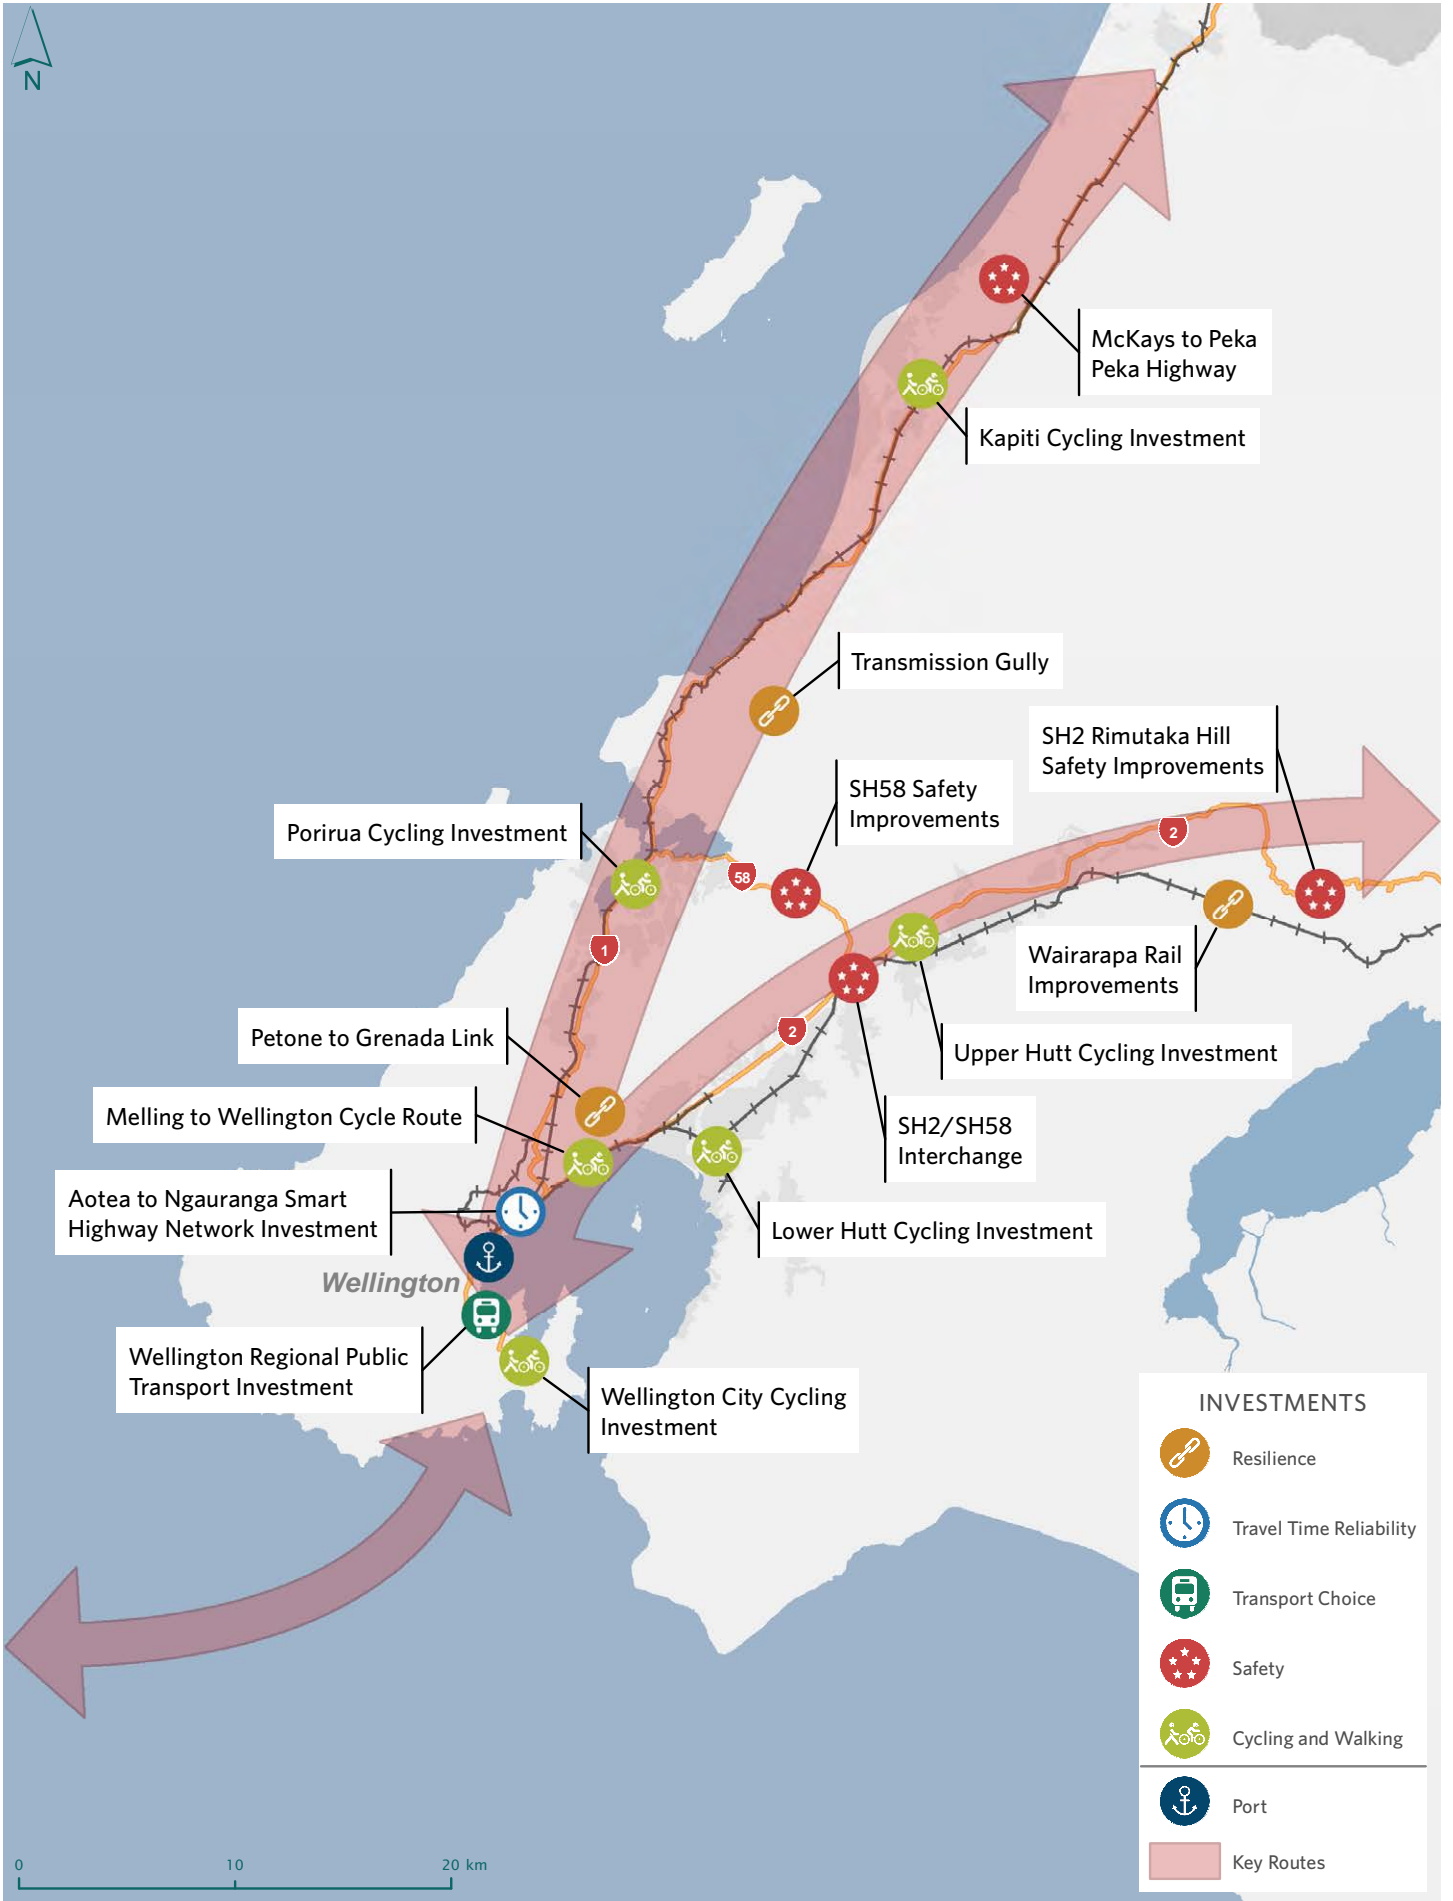 N
McKays to Peka
Peka Highway
Kapiti Cycling Investment
Transmission Gully
SH2 Rimutaka Hill
Safety Improvements
SH58 Safety
Improvements
Porirua Cycling Investment
2
58
1
Wairarapa Rail
Improvements
Petone to Grenada Link
2
Upper Hutt Cycling Investment
Melling to Wellington Cycle Route
SH2/SH58
Interchange
Aotea to Ngauranga Smart
Highway Network Investment
Lower Hutt Cycling Investment
Wellington
Wellington Regional Public
Transport Investment
Wellington City Cycling
Investment
INVESTMENTS
Resilience
Travel Time Reliability
Transport Choice
Safety
Cycling and Walking
Port
Key Routes
0 10 20 km